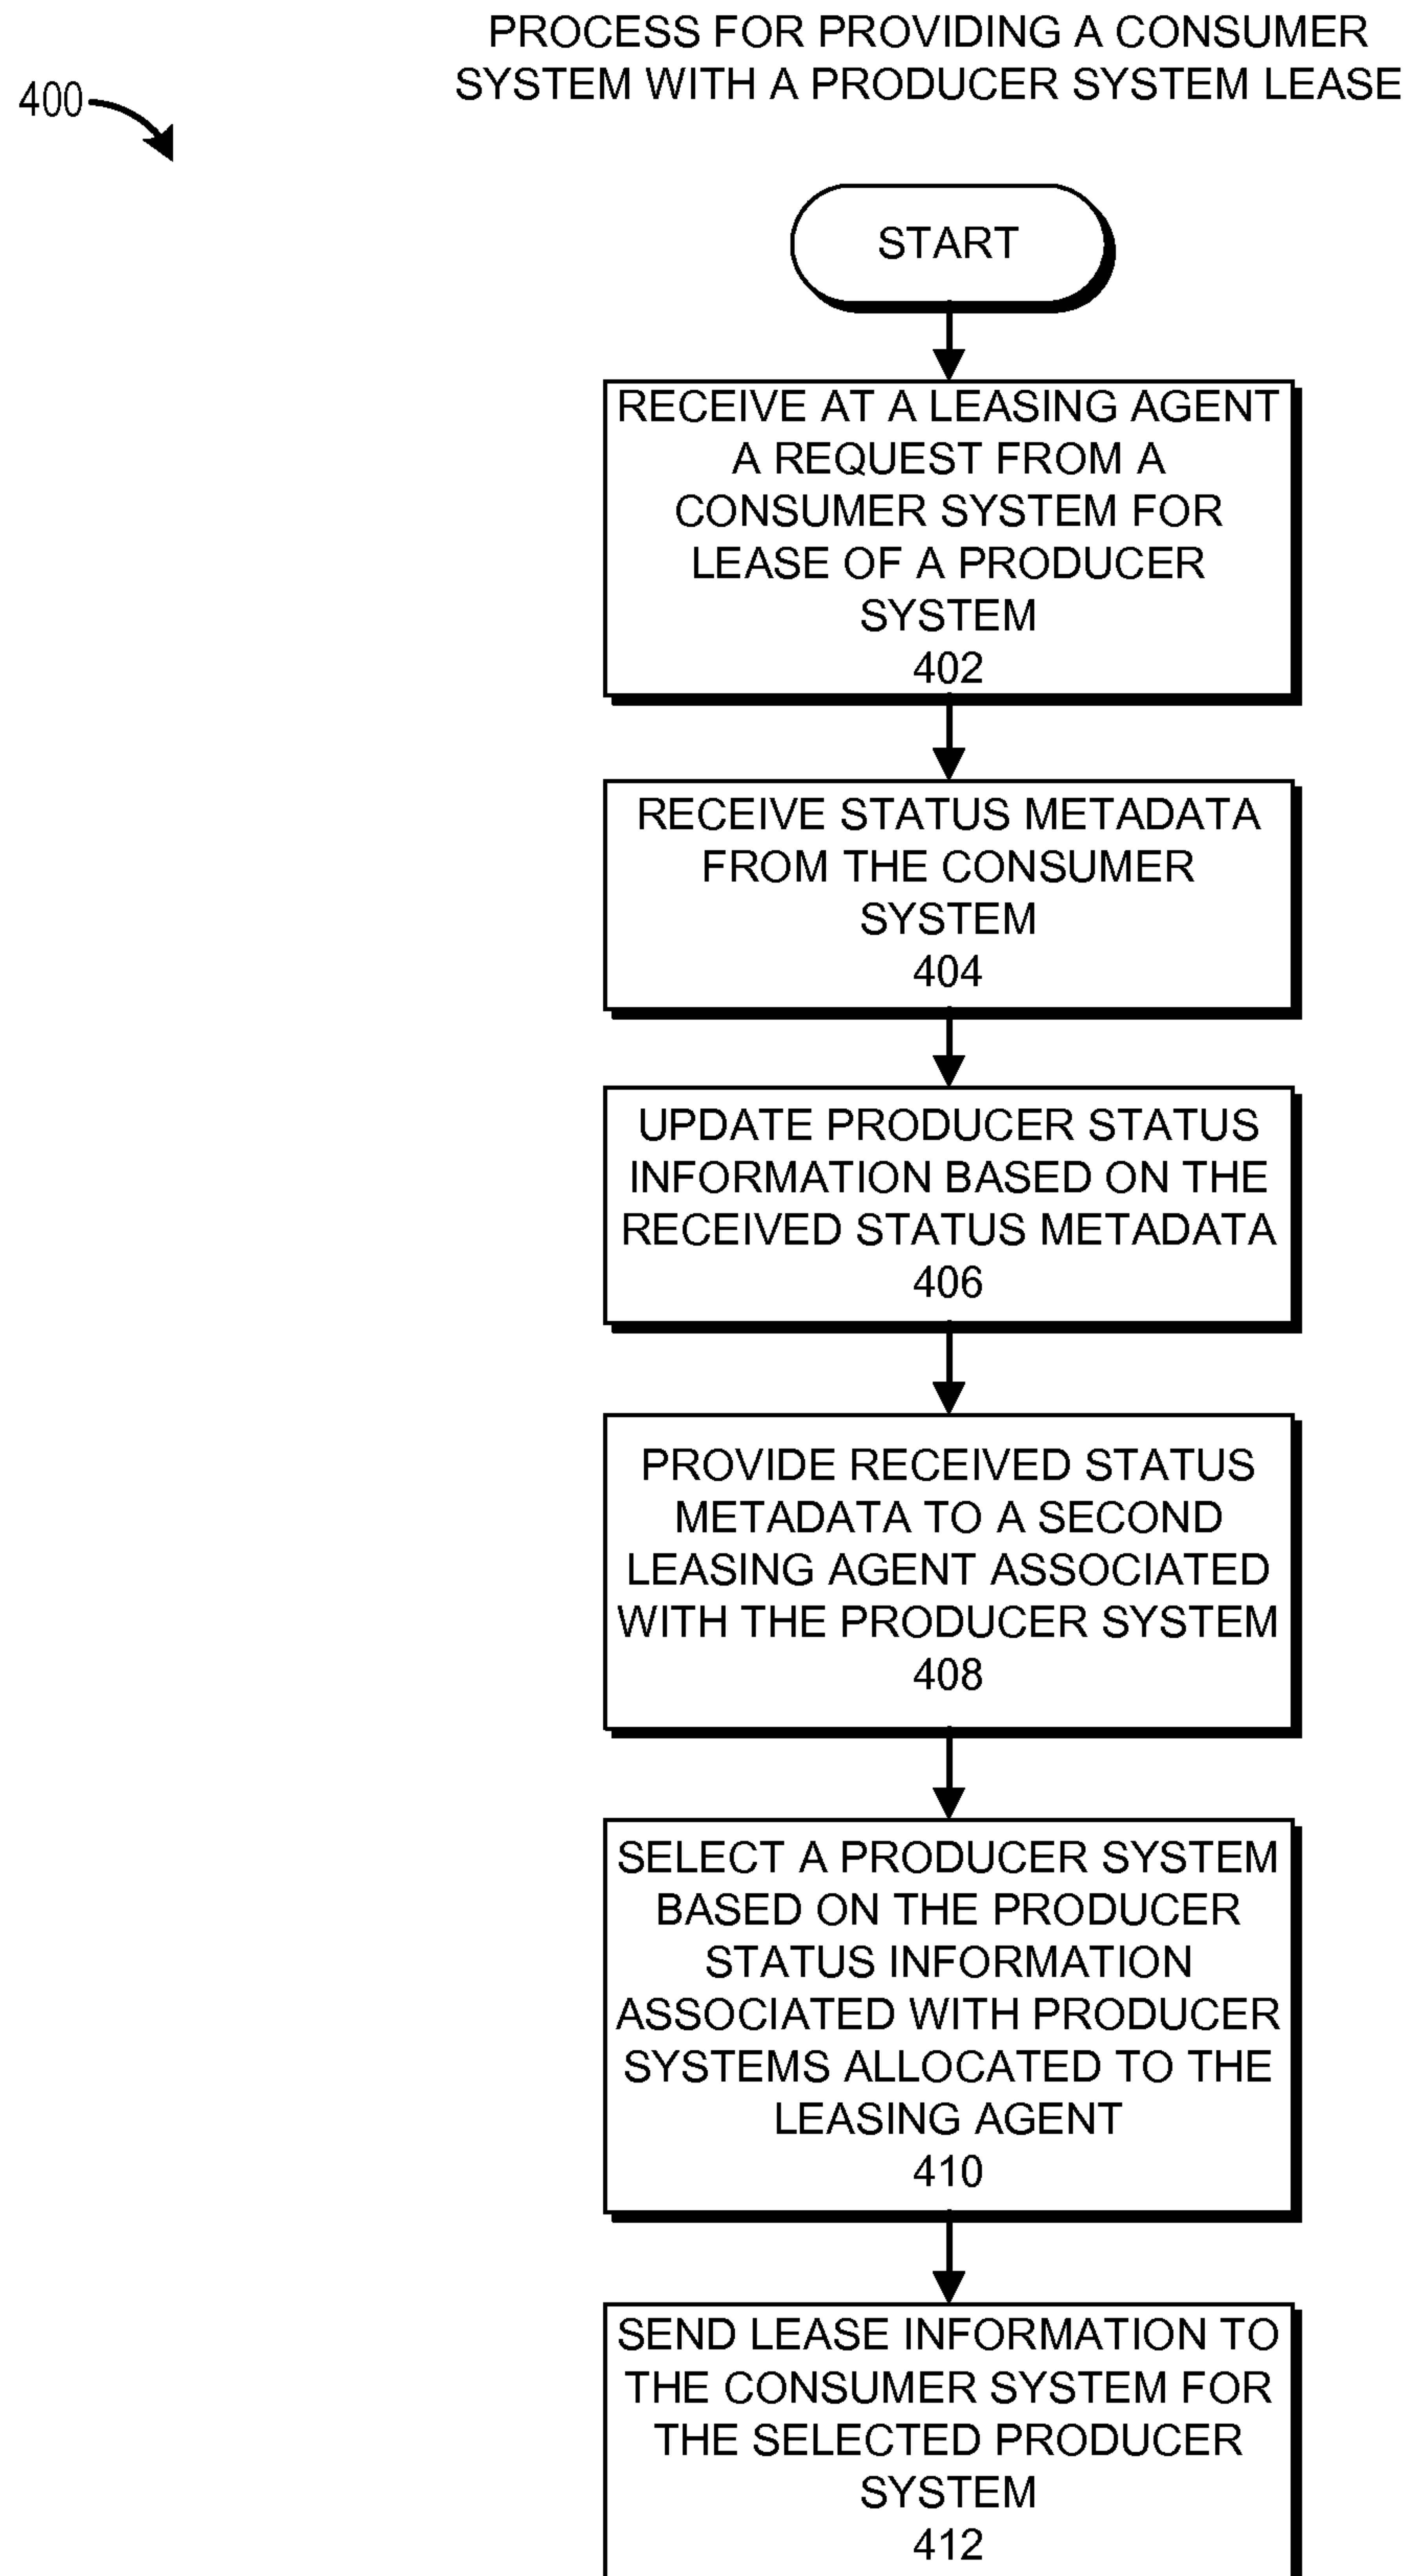 PROCESS FOR PROVIDING A CONSUMER
SYSTEM WITH A PRODUCER SYSTEM LEASE
400
START
RECEIVE AT A LEASING AGENT
A REQUEST FROM A
CONSUMER SYSTEM FOR
LEASE OF A PRODUCER
SYSTEM
402
RECEIVE STATUS METADATA
FROM THE CONSUMER
SYSTEM
404
UPDATE PRODUCER STATUS
INFORMATION BASED ON THE
RECEIVED STATUS METADATA
406
PROVIDE RECEIVED STATUS
METADATA TO A SECOND
LEASING AGENT ASSOCIATED
WITH THE PRODUCER SYSTEM
408
SELECT A PRODUCER SYSTEM
BASED ON THE PRODUCER
STATUS INFORMATION
ASSOCIATED WITH PRODUCER
SYSTEMS ALLOCATED TO THE
LEASING AGENT
410
SEND LEASE INFORMATION TO
THE CONSUMER SYSTEM FOR
THE SELECTED PRODUCER
SYSTEM
412